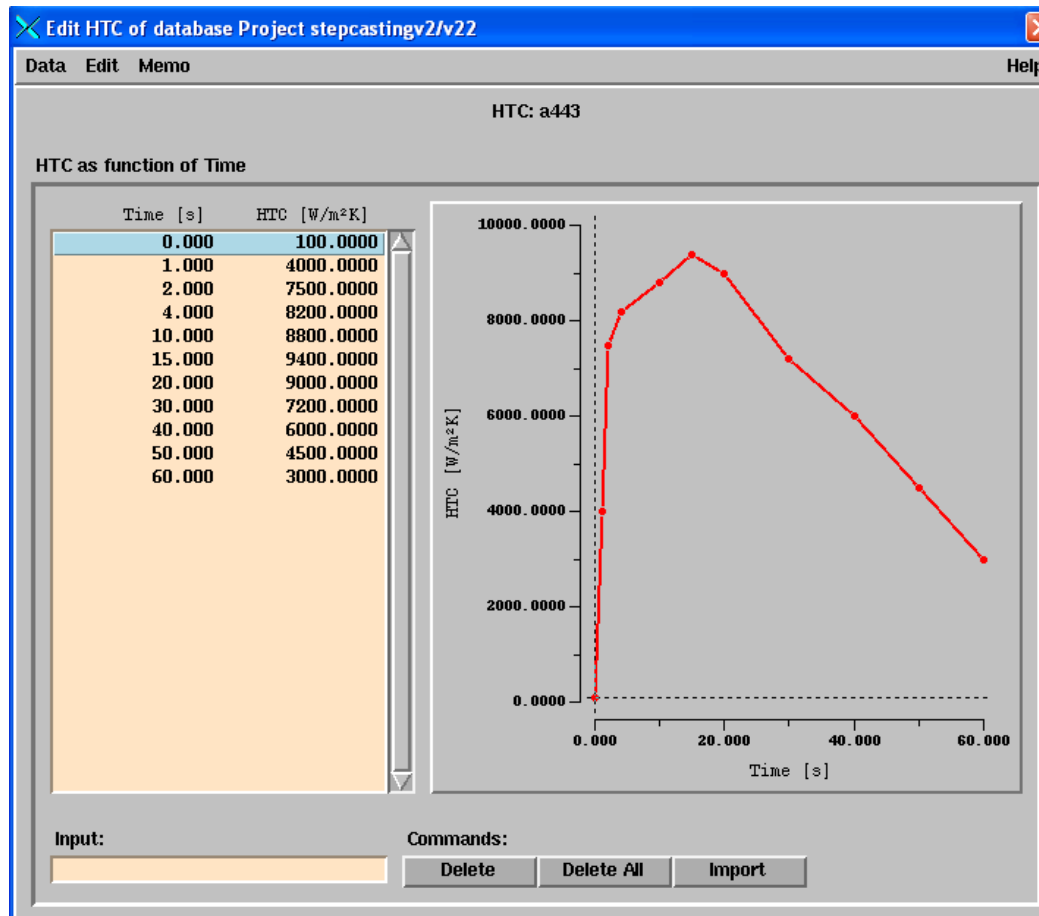 Edit HTC of database Project stepcastingv2/v22
Data Edit Memo Help
HTC: a443
HTC as function of Time
Time [s] HTC [W/m²K]
0.000 100.0000
1.000 4000.0000
2.000 7500.0000
4.000 8200.0000
10.000 8800.0000
15.000 9400.0000
20.000 9000.0000
30.000 7200.0000
40.000 6000.0000
50.000 4500.0000
60.000 3000.0000
10000.0000
8000.0000
6000.0000
4000.0000
2000.0000
0.0000
HTC [W/m²K]
0.000 20.000 40.000 60.000
Time [s]
Input:
Commands:
Delete Delete All Import